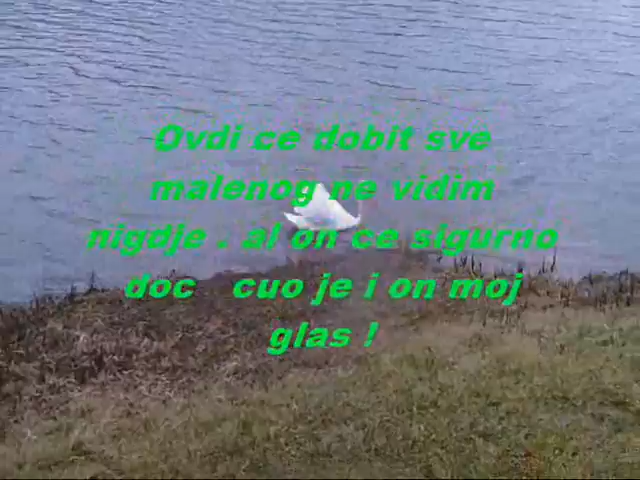 Ovdi ce dobit sve
malenog ne vidim
nigdje . al on ce sigurno
doc cuo je i on moj
glas !